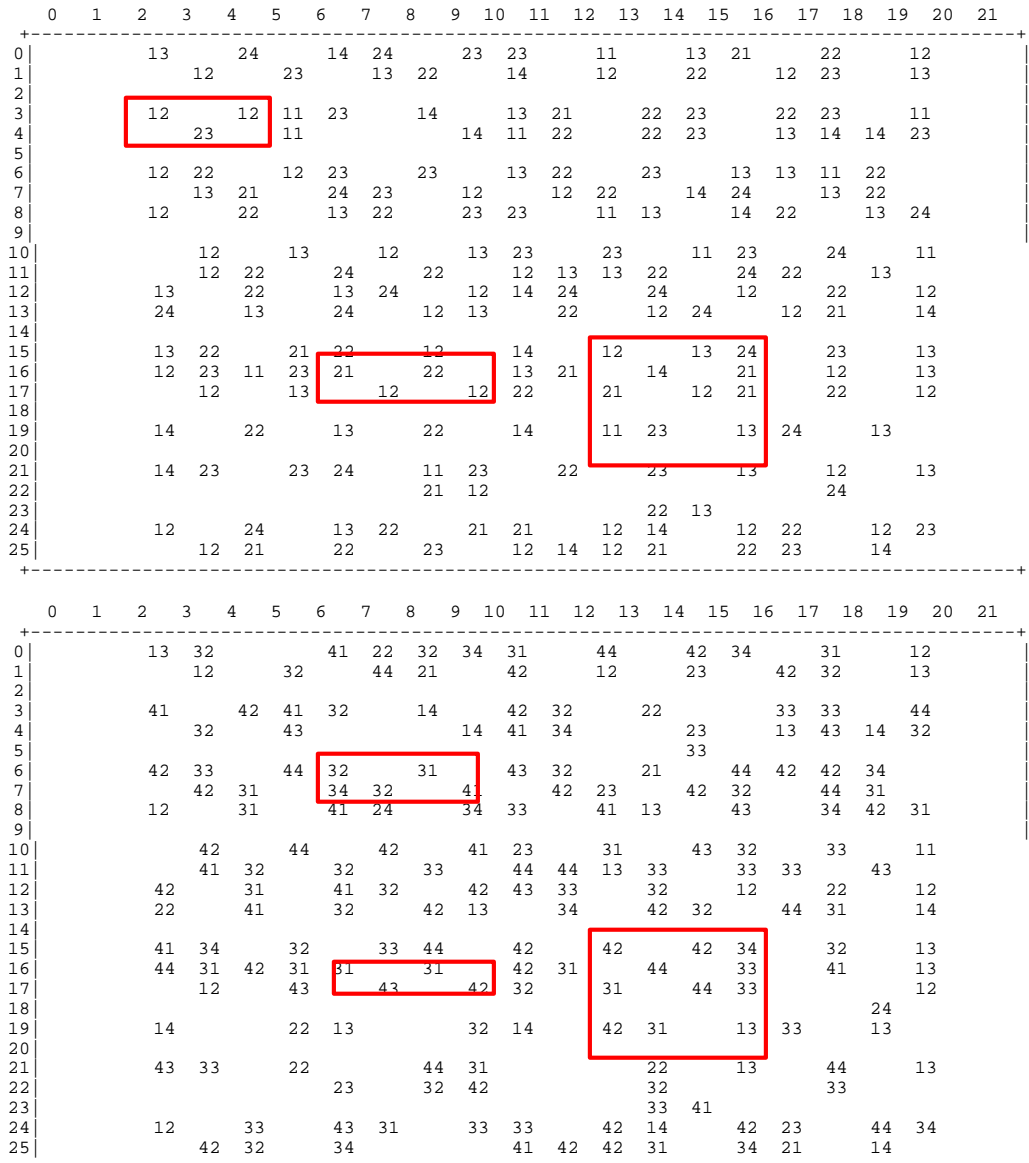 0 1 2 3 4 5 6 7 8 9 10 11 12 13 14 15 16 17 18 19 20 21
+----------------------------------------------------------------------------------------+
0| 13 24 14 24 23 23 11 13 21 22 12 |
1| 12 23 13 22 14 12 22 12 23 13 |
2| |
3| 12 12 11 23 14 13 21 22 23 22 23 11 |
4| 23 11 14 11 22 22 23 13 14 14 23 |
5| |
6| 12 22 12 23 23 13 22 23 13 13 11 22 |
7| 13 21 24 23 12 12 22 14 24 13 22 |
8| 12 22 13 22 23 23 11 13 14 22 13 24 |
9| |
10| 12 13 12 13 23 23 11 23 24 11
11| 12 22 24 22 12 13 13 22 24 22 13
12| 13 22 13 24 12 14 24 24 12 22 12
13| 24 13 24 12 13 22 12 24 12 21 14
14|
15| 13 22 21 22 12 14 12 13 24 23 13
16| 12 23 11 23 21 22 13 21 14 21 12 13
17| 12 13 12 12 22 21 12 21 22 12
18|
19| 14 22 13 22 14 11 23 13 24 13
20|
21| 14 23 23 24 11 23 22 23 13 12 13
22| 21 12 24
23| 22 13
24| 12 24 13 22 21 21 12 14 12 22 12 23
25| 12 21 22 23 12 14 12 21 22 23 14
+----------------------------------------------------------------------------------------+
0 1 2 3 4 5 6 7 8 9 10 11 12 13 14 15 16 17 18 19 20 21
+----------------------------------------------------------------------------------------+
0| 13 32 41 22 32 34 31 44 42 34 31 12 |
1| 12 32 44 21 42 12 23 42 32 13 |
2| |
3| 41 42 41 32 14 42 32 22 33 33 44 |
4| 32 43 14 41 34 23 13 43 14 32 |
5| 33 |
6| 42 33 44 32 31 43 32 21 44 42 42 34 |
7| 42 31 34 32 41 42 23 42 32 44 31 |
8| 12 31 41 24 34 33 41 13 43 34 42 31 |
9| |
10| 42 44 42 41 23 31 43 32 33 11
11| 41 32 32 33 44 44 13 33 33 33 43
12| 42 31 41 32 42 43 33 32 12 22 12
13| 22 41 32 42 13 34 42 32 44 31 14
14|
15| 41 34 32 33 44 42 42 42 34 32 13
16| 44 31 42 31 31 31 42 31 44 33 41 13
17| 12 43 43 42 32 31 44 33 12
18| 24
19| 14 22 13 32 14 42 31 13 33 13
20|
21| 43 33 22 44 31 22 13 44 13
22| 23 32 42 32 33
23| 33 41
24| 12 33 43 31 33 33 42 14 42 23 44 34
25| 42 32 34 41 42 42 31 34 21 14